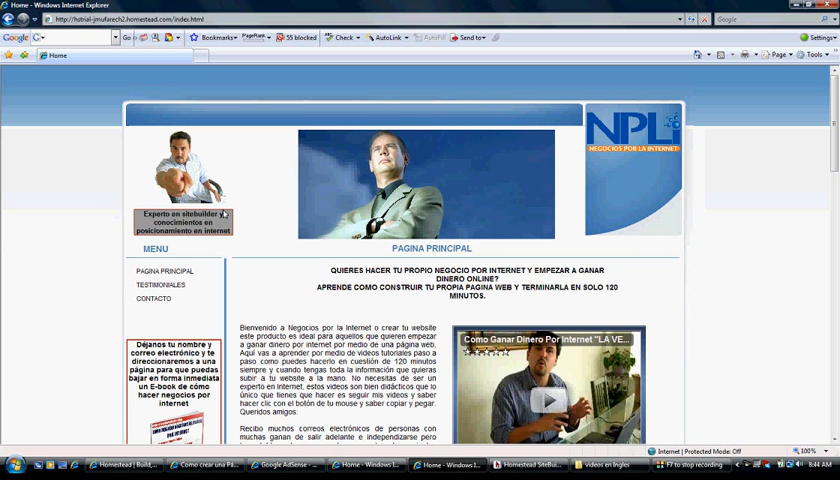 Home - Windows Internet Explorer
http://hstrial-jmufarech2.homestead.com/index.html
Google
Google
Go
Bookmarks
PageRank
55 blocked
Check
AutoLink
AutoFill
Send to
Settings
Home
Page
Tools
NPLi
NEGOCIOS POR LA INTERNET
Experto en sitebuilder y
conocimientos en
posicionamiento en internet
MENU
PAGINA PRINCIPAL
TESTIMONIALES
CONTACTO
PAGINA PRINCIPAL
QUIERES HACER TU PROPIO NEGOCIO POR INTERNET Y EMPEZAR A GANAR
DINERO ONLINE?
APRENDE COMO CONSTRUIR TU PROPIA PAGINA WEB Y TERMINARLA EN SOLO 120
MINUTOS.
Déjanos tu nombre y
correo electrónico y te
direccionaremos a una
página para que puedas
bajar en forma inmediata
un E-book de cómo
hacer negocios por
internet
Bienvenido a Negocios por la Internet o crear tu website
este producto es ideal para aquellos que quieren empezar
a ganar dinero por internet por medio de una página web.
Aquí vas a aprender por medio de videos tutoriales paso a
paso como puedes hacerlo en cuestión de 120 minutos
siempre y cuando tengas toda la información que quieras
subir a tu website a la mano. No necesitas de ser un
experto en Internet, estos videos son bien didácticos que lo
único que tienes que hacer es seguir mis videos y saber
hacer clic con el botón de tu mouse y saber copiar y pegar.
Queridos amigos:
Recibo muchos correos electrónicos de personas con
muchas ganan de salir adelante e independizarse pero
Como Ganar Dinero Por Internet "LA VE...
Internet | Protected Mode: Off
100%
Homestead | Build,...
Como crear una Pá...
Google AdSense - ...
Home - Windows I...
Home - Windows I...
Homestead SiteBui...
videos en Ingles
F7 to stop recording
8:44 AM